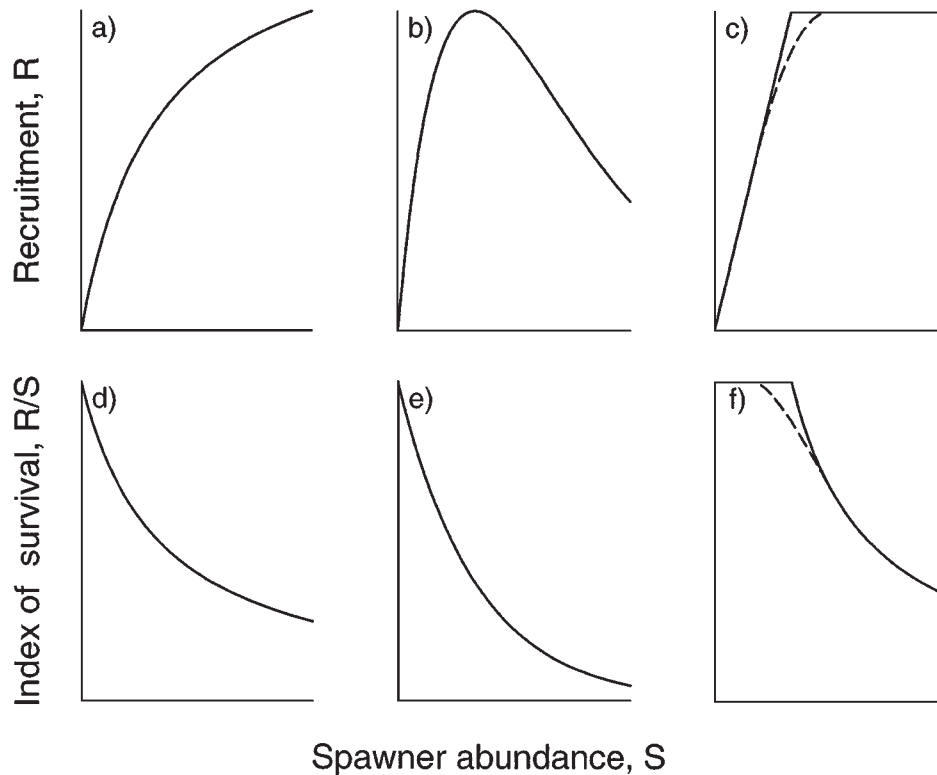 a)
b)
c)
Recruitment, R
d)
e)
f)
Index of survival, R/S
Spawner abundance, S